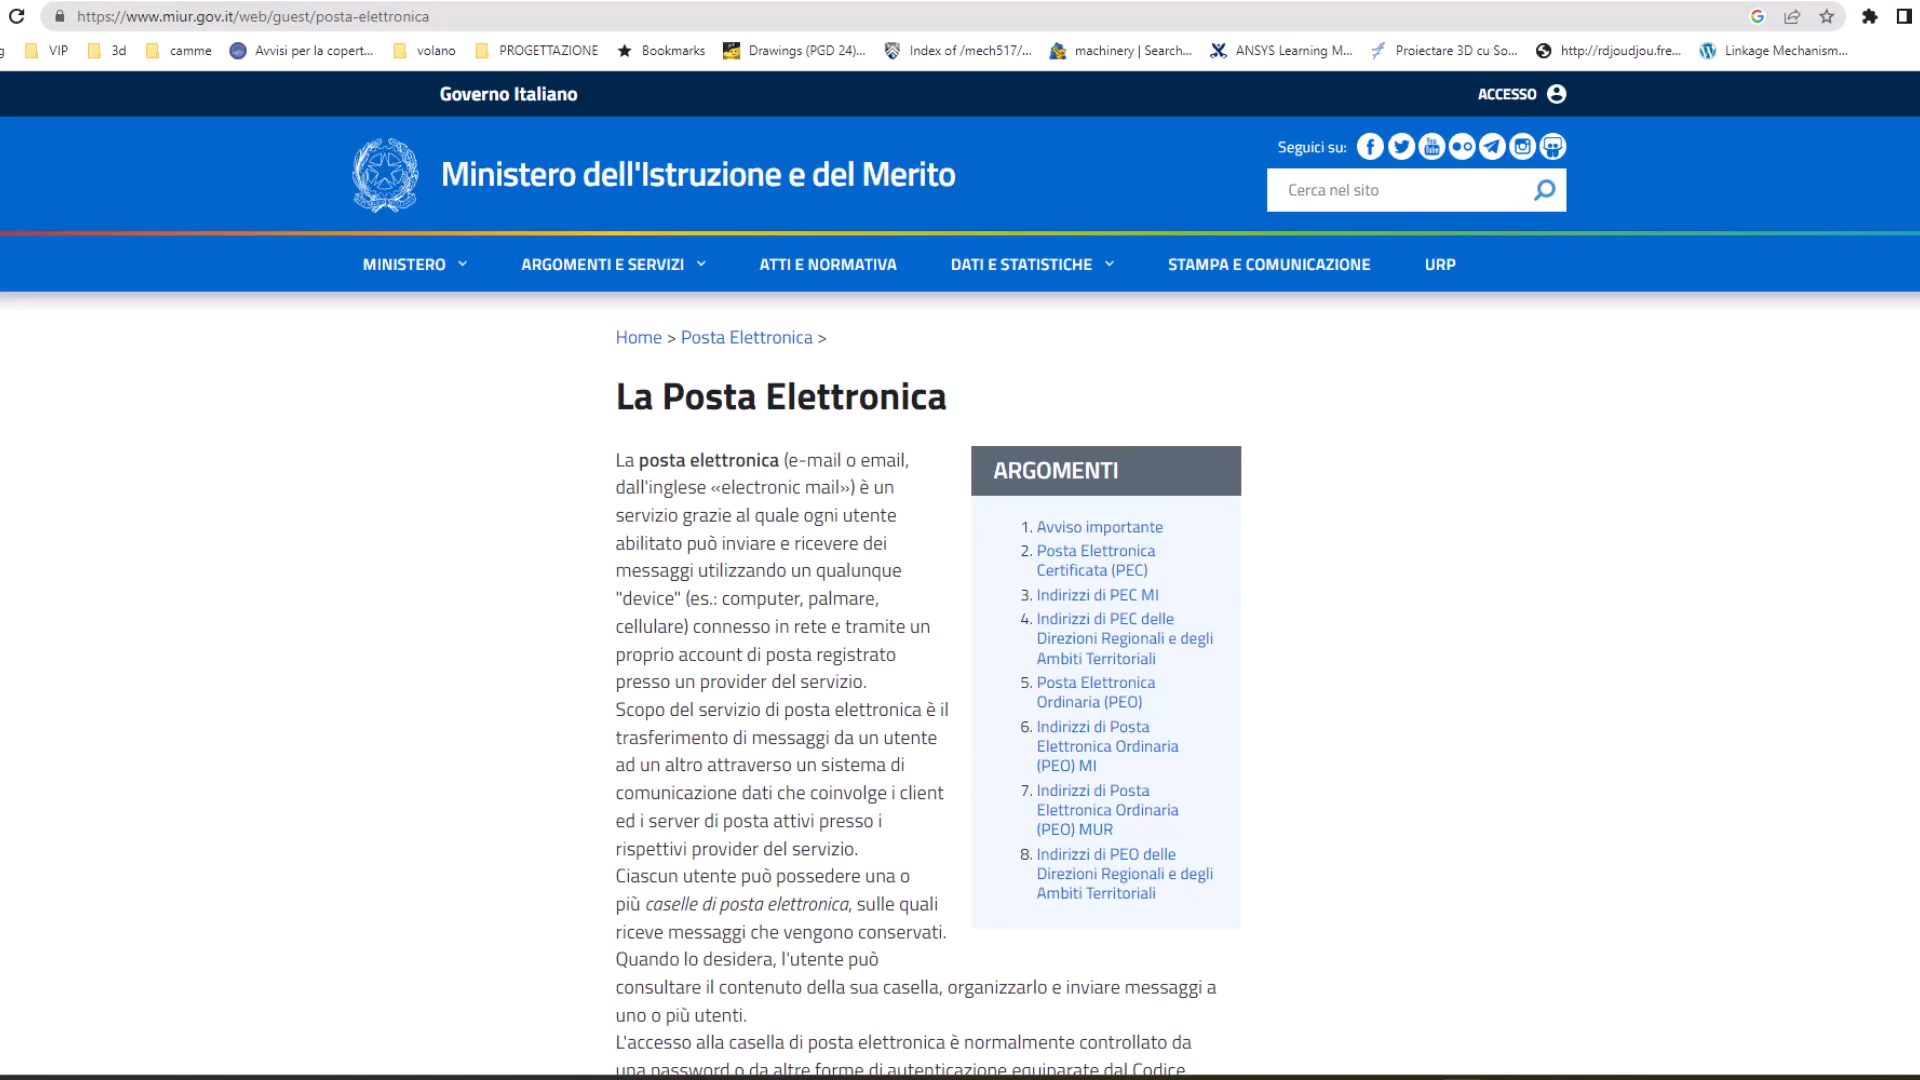 https://www.miur.gov.it/web/guest/posta-elettronica
VIP 3d camme Avvisi per la copert... volano PROGETTAZIONE Bookmarks Drawings (PGD 24)... Index of /mech517/... machinery | Search... ANSYS Learning M... Proiectare 3D cu So... http://rdjoudjou.fre... Linkage Mechanism...
Governo Italiano
ACCESSO
Ministero dell'Istruzione e del Merito
Seguici su:
Cerca nel sito
MINISTERO ARGOMENTI E SERVIZI ATTI E NORMATIVA DATI E STATISTICHE STAMPA E COMUNICAZIONE URP
Home > Posta Elettronica >
La Posta Elettronica
La posta elettronica (e-mail o email,
dall'inglese «electronic mail») è un
servizio grazie al quale ogni utente
abilitato può inviare e ricevere dei
messaggi utilizzando un qualunque
"device" (es.: computer, palmare,
cellulare) connesso in rete e tramite un
proprio account di posta registrato
presso un provider del servizio.
Scopo del servizio di posta elettronica è il
trasferimento di messaggi da un utente
ad un altro attraverso un sistema di
comunicazione dati che coinvolge i client
ed i server di posta attivi presso i
rispettivi provider del servizio.
Ciascun utente può possedere una o
più caselle di posta elettronica, sulle quali
riceve messaggi che vengono conservati.
Quando lo desidera, l'utente può
consultare il contenuto della sua casella, organizzarlo e inviare messaggi a
uno o più utenti.
L'accesso alla casella di posta elettronica è normalmente controllato da
una password o da altre forme di autenticazione equiparate dal Codice
ARGOMENTI
1. Avviso importante
2. Posta Elettronica
Certificata (PEC)
3. Indirizzi di PEC MI
4. Indirizzi di PEC delle
Direzioni Regionali e degli
Ambiti Territoriali
5. Posta Elettronica
Ordinaria (PEO)
6. Indirizzi di Posta
Elettronica Ordinaria
(PEO) MI
7. Indirizzi di Posta
Elettronica Ordinaria
(PEO) MUR
8. Indirizzi di PEO delle
Direzioni Regionali e degli
Ambiti Territoriali